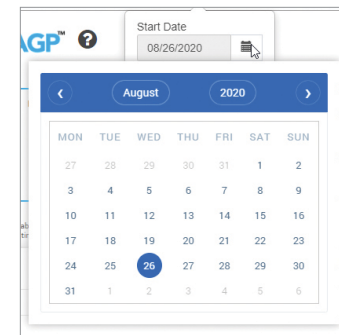 AGP™ ?
Start Date
08/26/2020
‹ August 2020 ›
MON TUE WED THU FRI SAT SUN
27 28 29 30 31 1 2
3 4 5 6 7 8 9
10 11 12 13 14 15 16
17 18 19 20 21 22 23
24 25 26 27 28 29 30
31 1 2 3 4 5 6